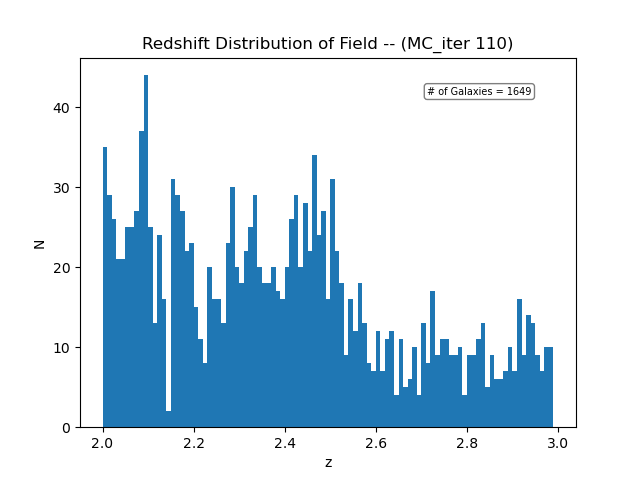 Redshift Distribution of Field -- (MC_iter 110)
# of Galaxies = 1649
40
30
20
10
0
N
2.0 2.2 2.4 2.6 2.8 3.0
z